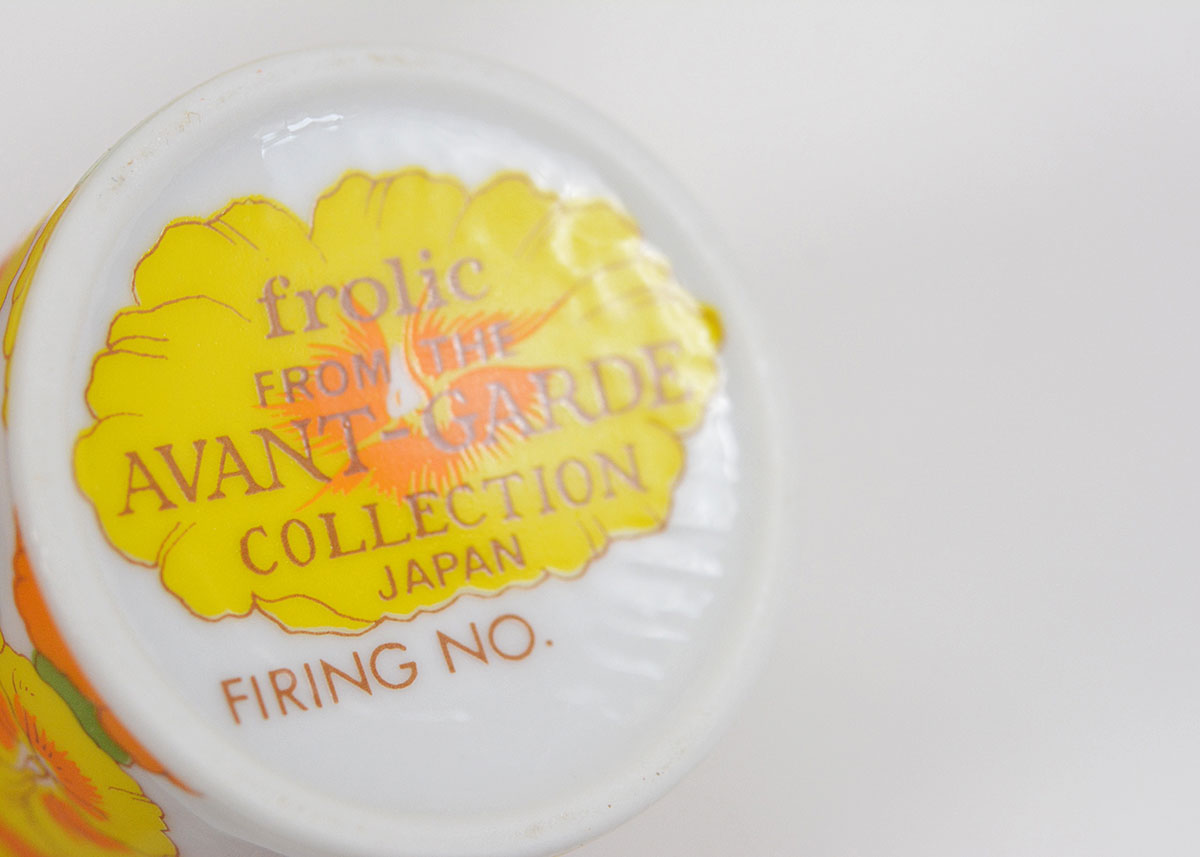 frolic
FROM THE
AVANT-GARDE
COLLECTION
JAPAN
FIRING NO.